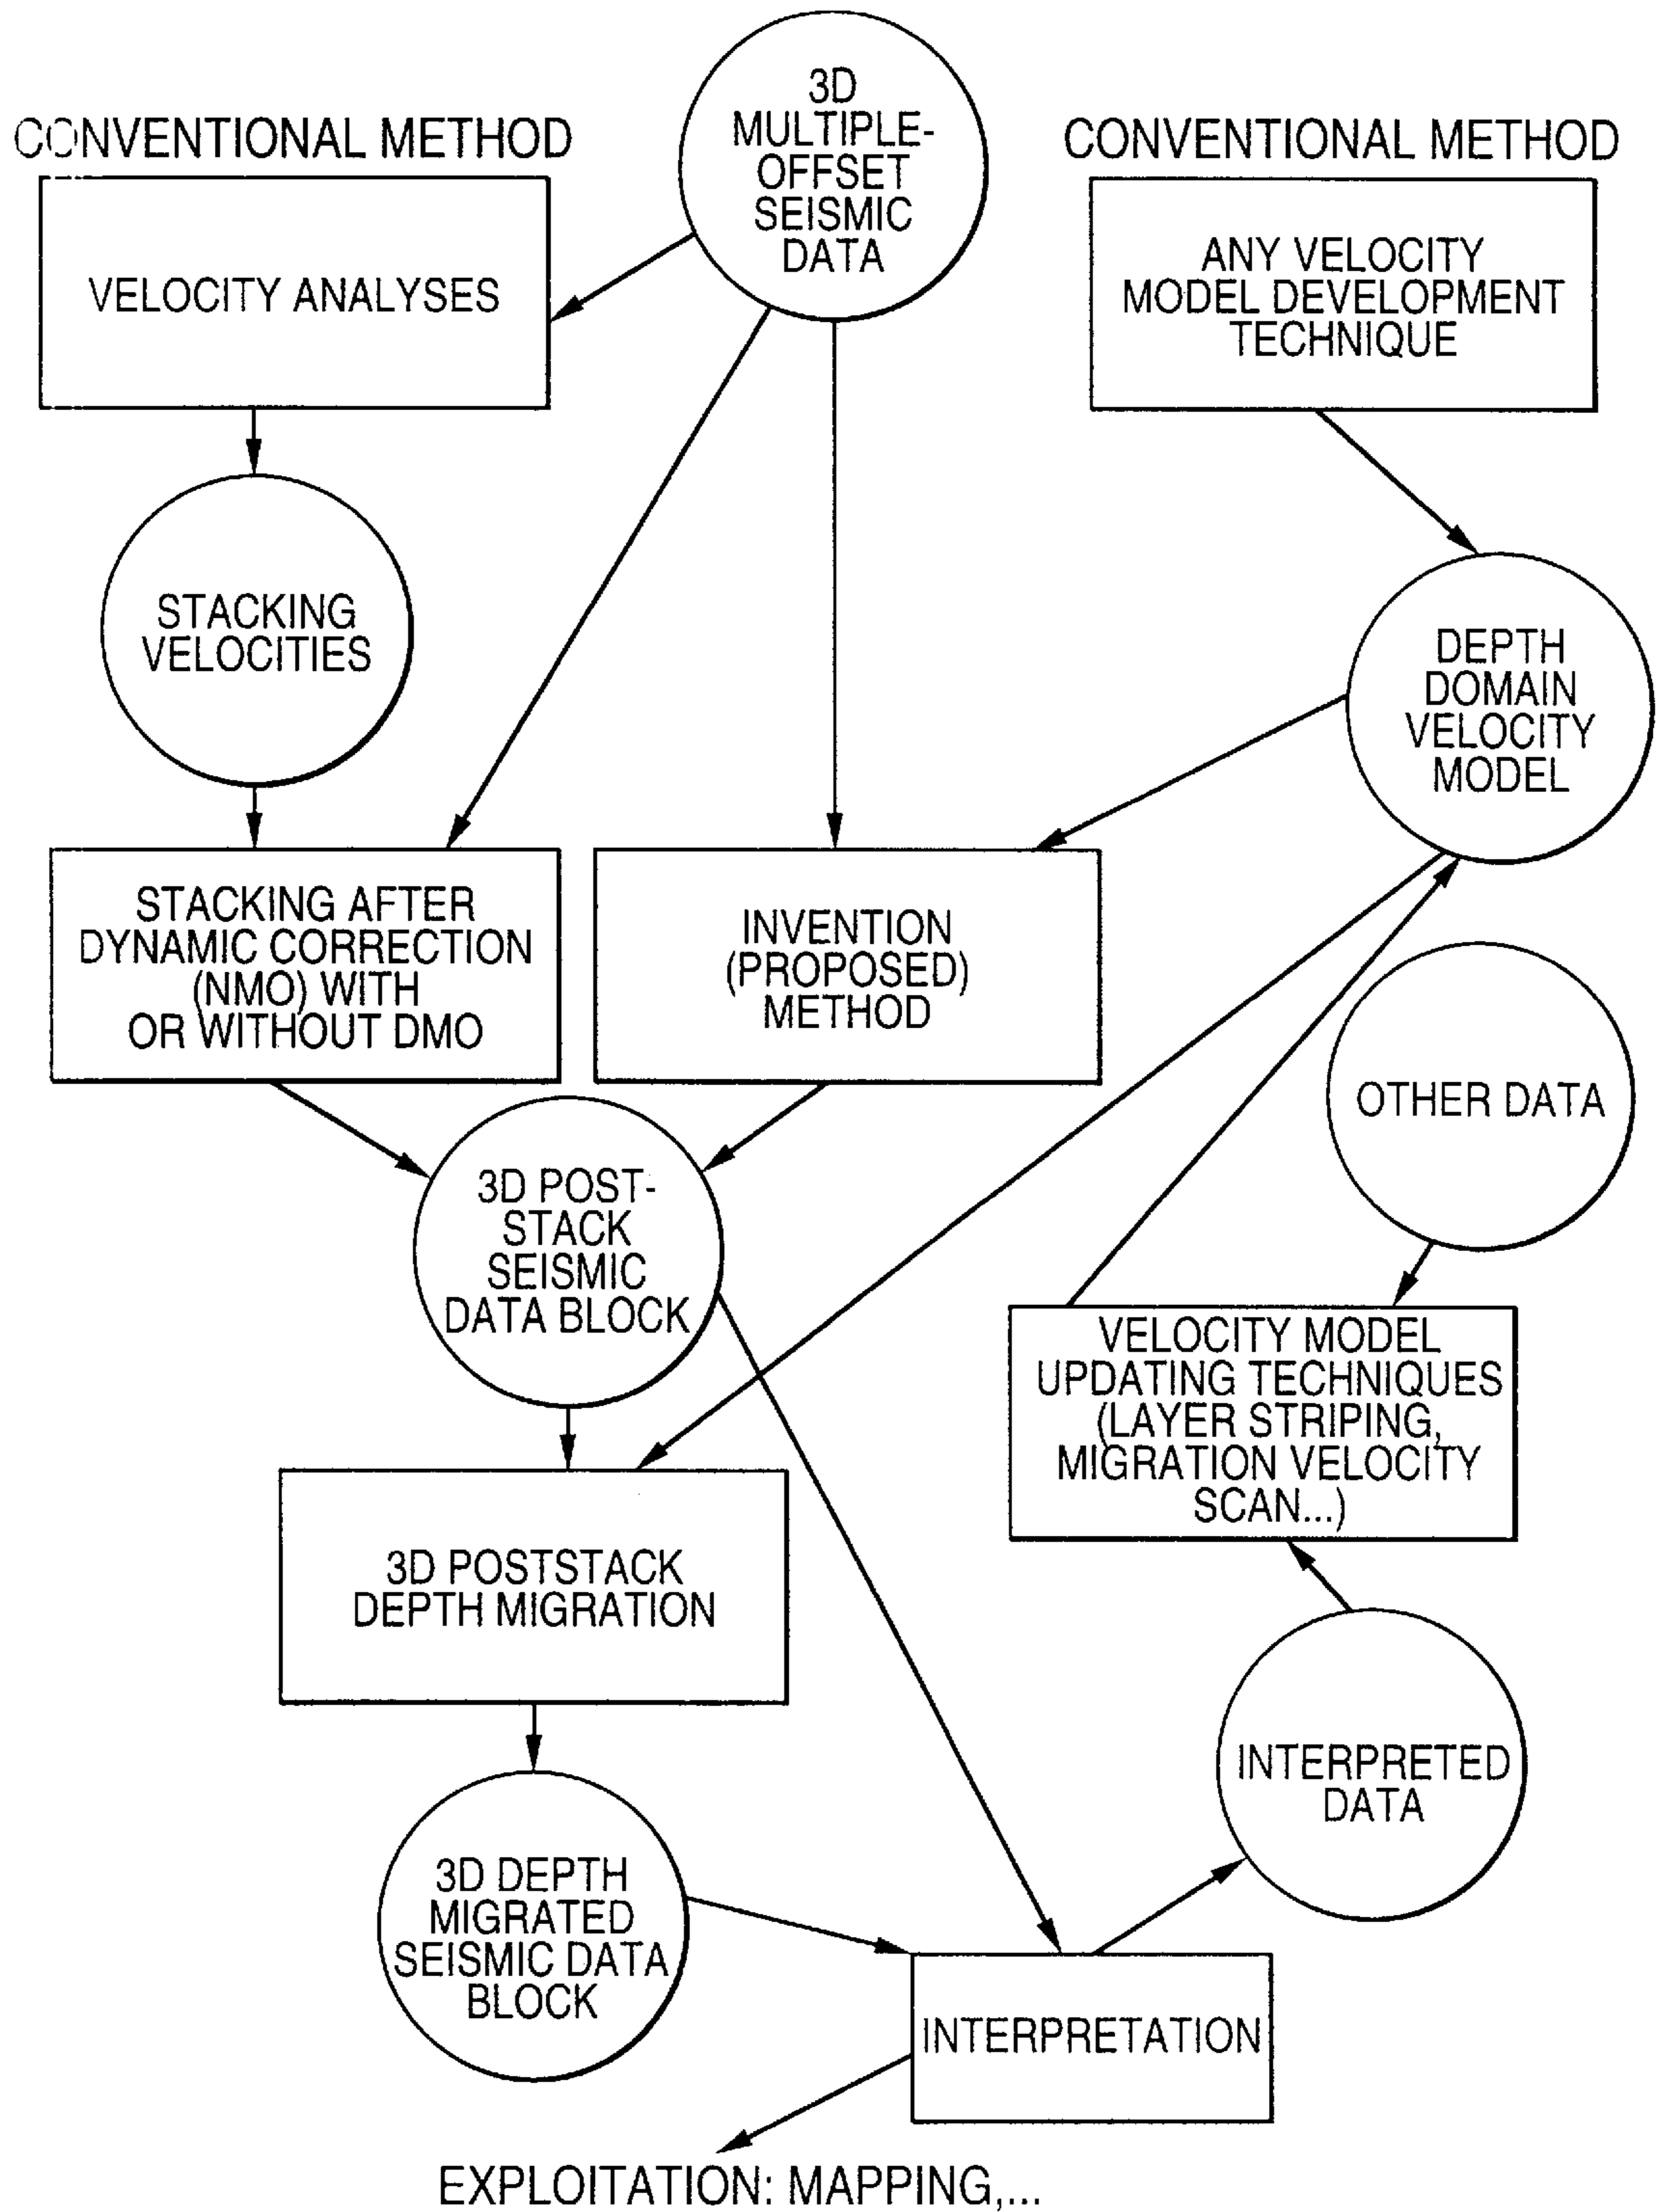 3D
MULTIPLE-
OFFSET
SEISMIC
DATA
CONVENTIONAL METHOD
CONVENTIONAL METHOD
VELOCITY ANALYSES
ANY VELOCITY
MODEL DEVELOPMENT
TECHNIQUE
STACKING
VELOCITIES
DEPTH
DOMAIN
VELOCITY
MODEL
STACKING AFTER
DYNAMIC CORRECTION
(NMO) WITH
OR WITHOUT DMO
INVENTION
(PROPOSED)
METHOD
OTHER DATA
3D POST-
STACK
SEISMIC
DATA BLOCK
VELOCITY MODEL
UPDATING TECHNIQUES
(LAYER STRIPING,
MIGRATION VELOCITY
SCAN...)
3D POSTSTACK
DEPTH MIGRATION
INTERPRETED
DATA
3D DEPTH
MIGRATED
SEISMIC DATA
BLOCK
INTERPRETATION
EXPLOITATION: MAPPING,...